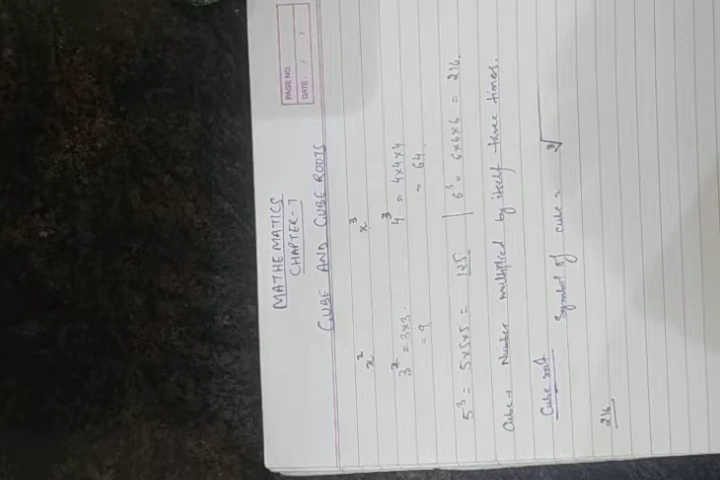 PAGE NO.
DATE: / /
MATHEMATICS
CHAPTER-7
CUBE AND CUBE ROOTS
x² x³
3² = 3×3. 4³ = 4×4×4
= 9 = 64.
5³ = 5×5×5 = 125 | 6³ = 6×6×6 = 216.
Cube → Number multiplied by itself three times.
Cube root Symbol of cube = ∛
216